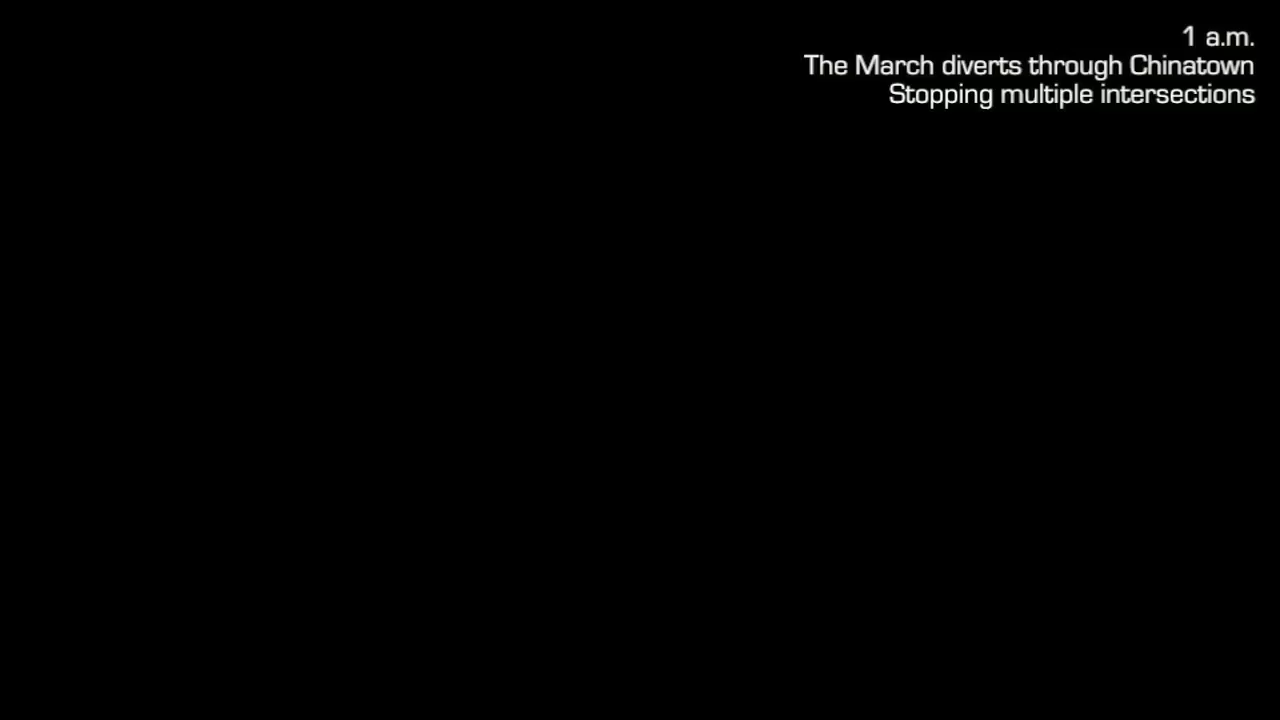 1 a.m.
The March diverts through Chinatown
Stopping multiple intersections